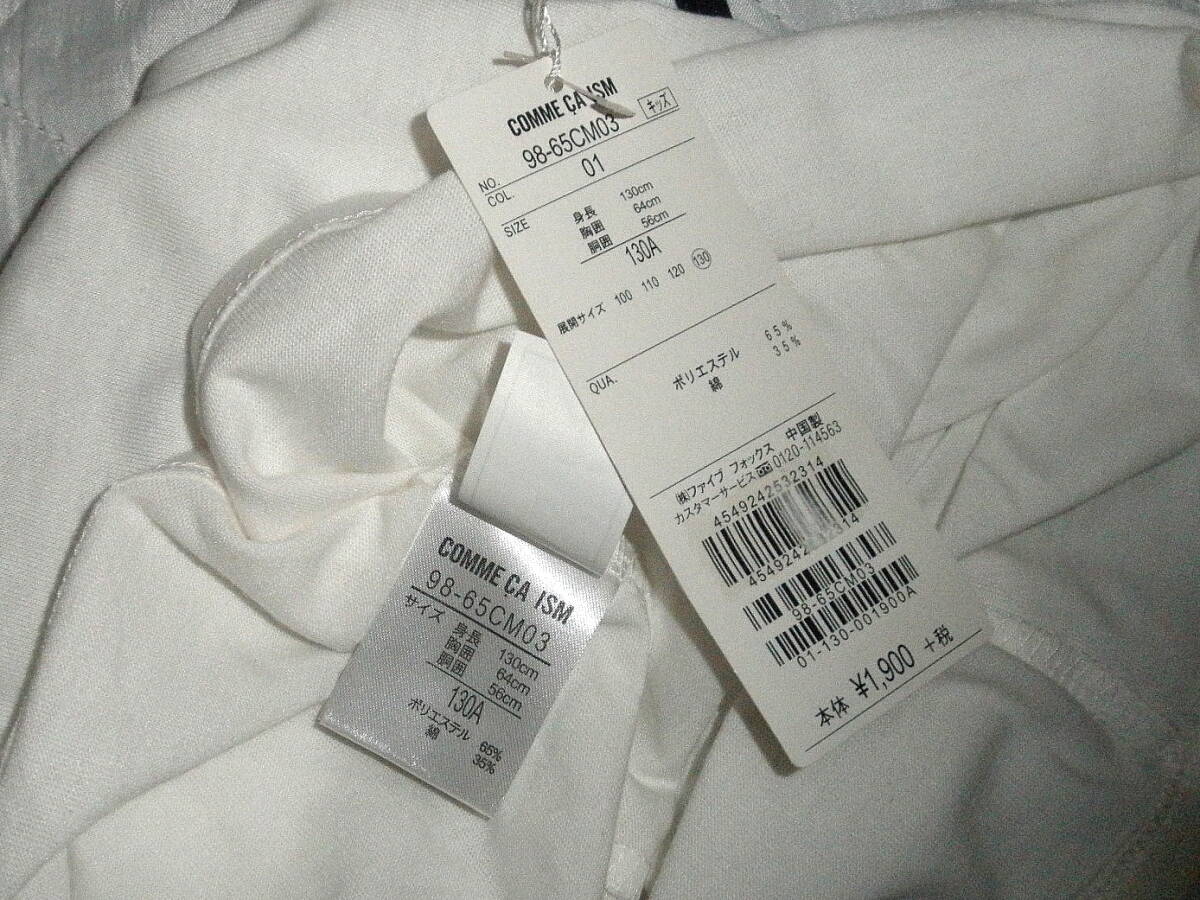 COMME ÇA ISM
キッズ
NO. 98-65CM03
COL. 01
SIZE
身長 130cm
胸囲 64cm
胴囲 56cm
130A
展開サイズ 100 110 120 130
QUA. ポリエステル 65%
綿 35%
㈱ファイブ フォックス 中国製
カスタマーサービス 0120-114563
4549242532314
98-65CM03
01-130-001900A
本体 ¥1,900 +税
COMME CA ISM
98-65CM03
サイズ
身長 130cm
胸囲 64cm
胴囲 56cm
130A
ポリエステル 65%
綿 35%